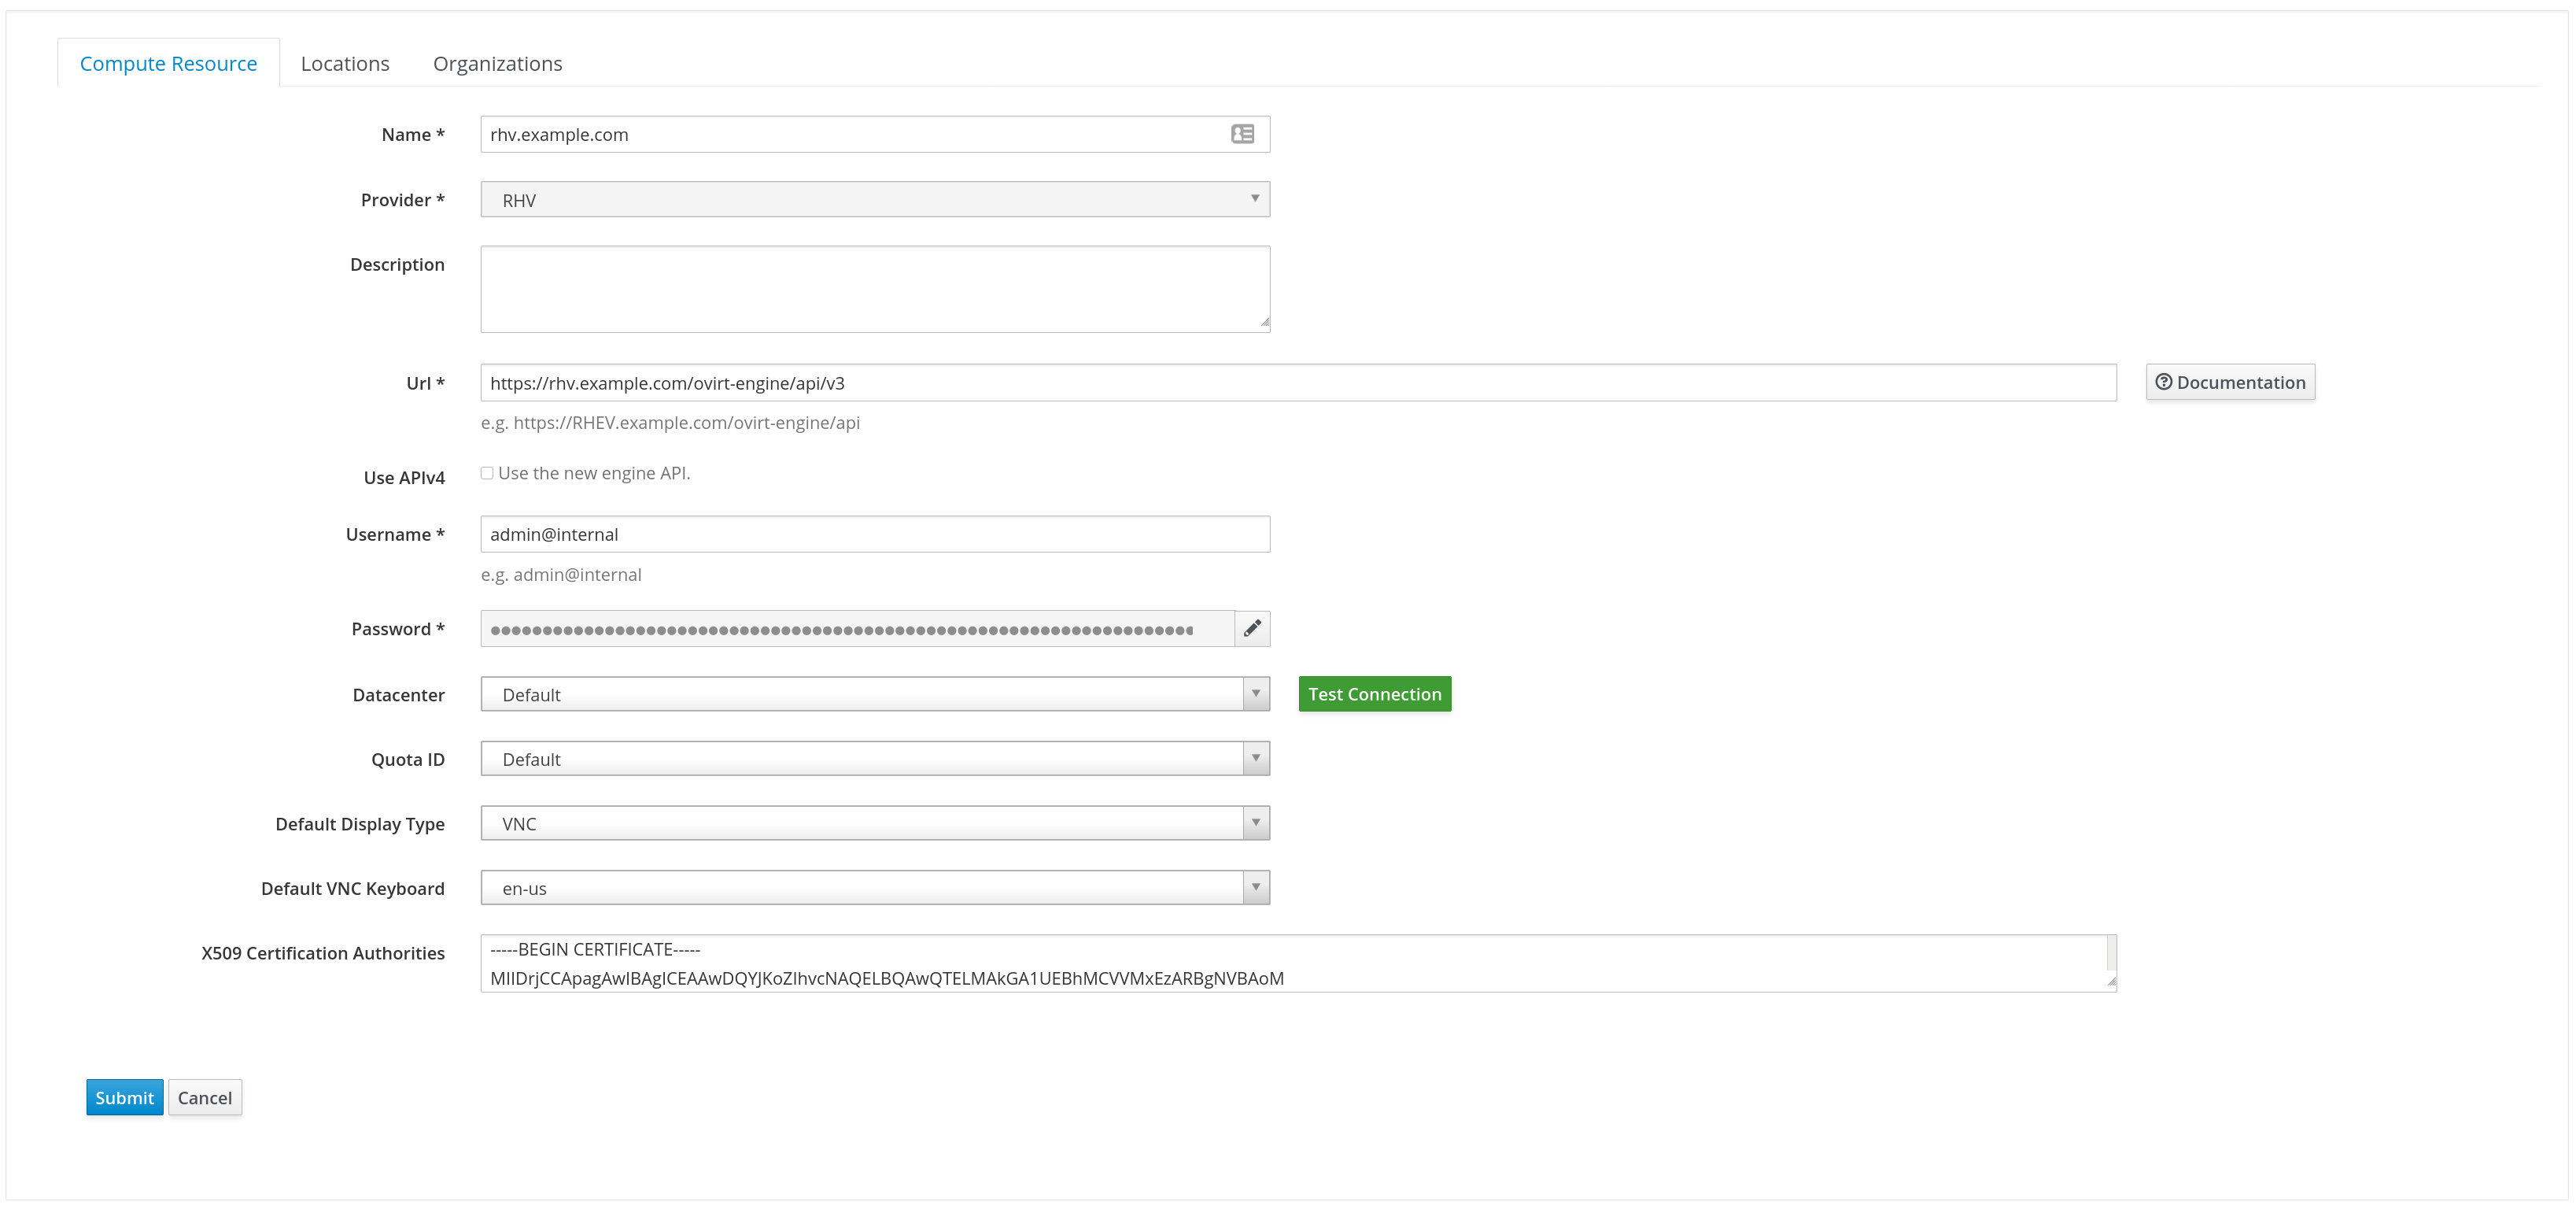 Compute Resource Locations Organizations
Name * rhv.example.com
Provider * RHV
Description
Url * https://rhv.example.com/ovirt-engine/api/v3 Documentation
e.g. https://RHEV.example.com/ovirt-engine/api
Use APIv4 Use the new engine API.
Username * admin@internal
e.g. admin@internal
Password *
Datacenter Default Test Connection
Quota ID Default
Default Display Type VNC
Default VNC Keyboard en-us
X509 Certification Authorities -----BEGIN CERTIFICATE-----
MIIDrjCCApagAwIBAgICEAAwDQYJKoZIhvcNAQELBQAwQTELMAkGA1UEBhMCVVMxEzARBgNVBAoM
Submit Cancel